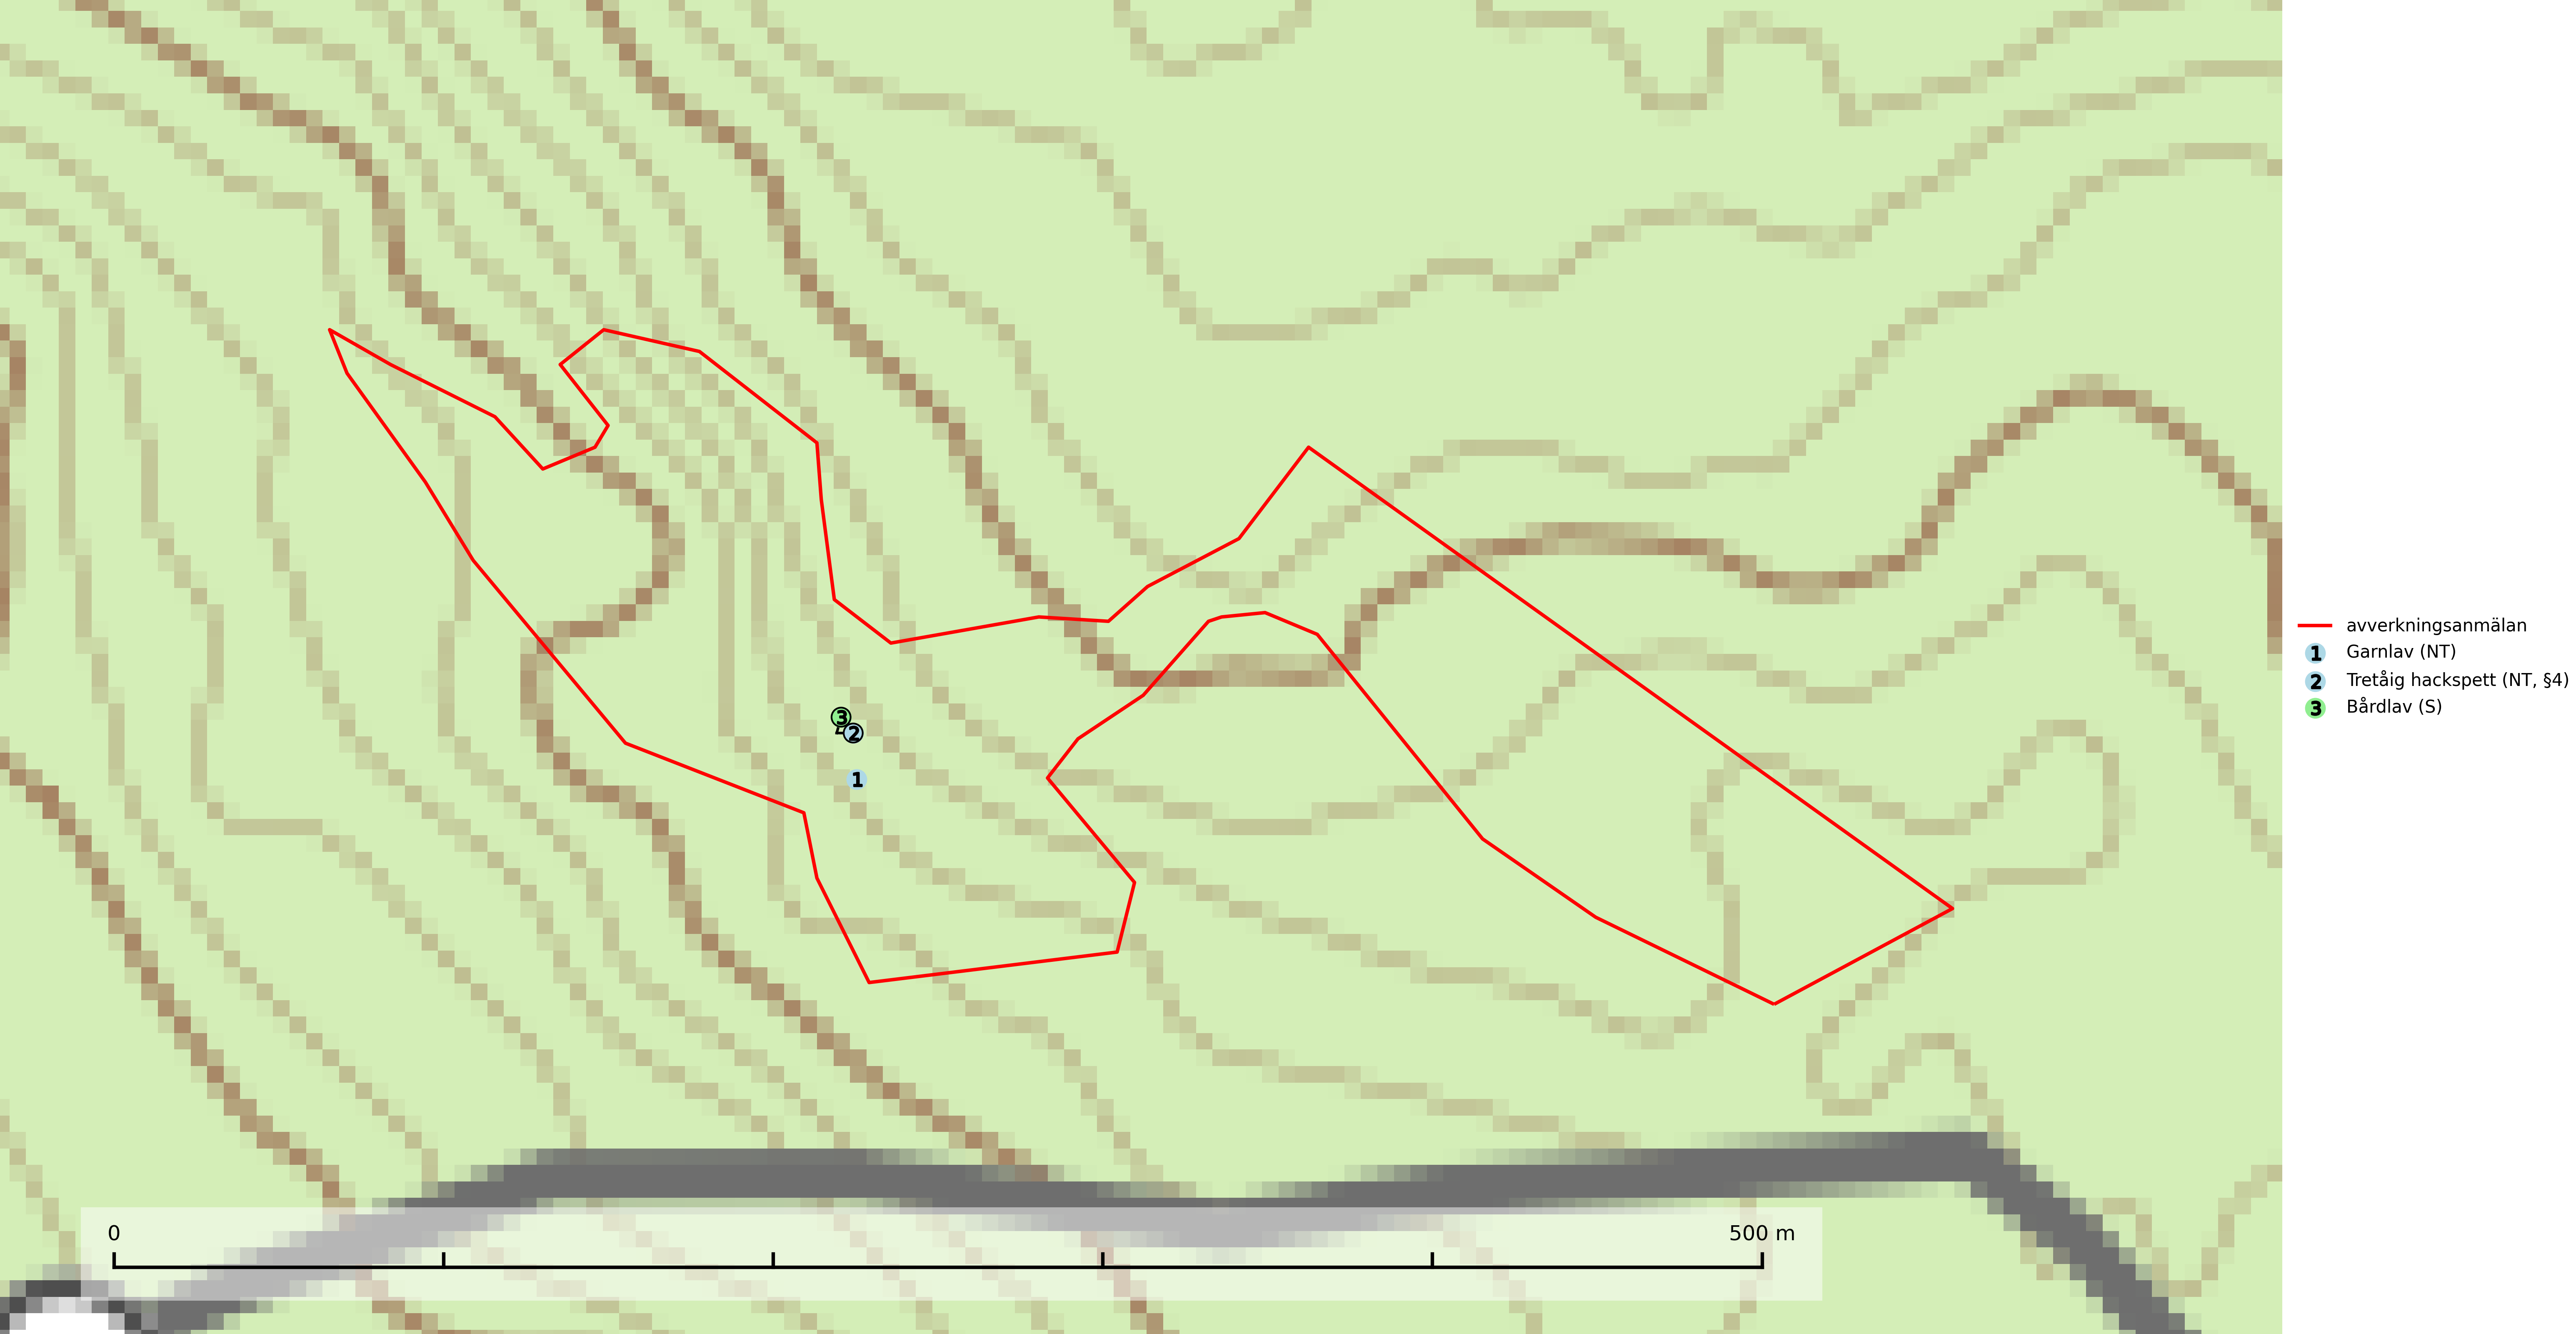 avverkningsanmälan
1 Garnlav (NT)
2 Tretåig hackspett (NT, §4)
3 Bårdlav (S)
3
2
1
0 500 m